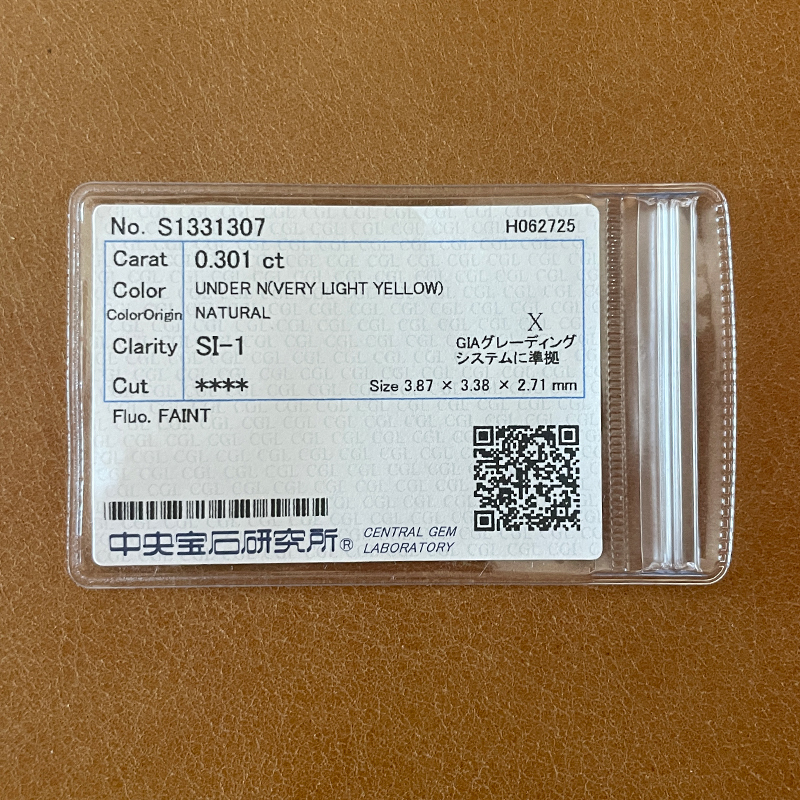 No. S1331307 H062725
Carat 0.301 ct
Color UNDER N(VERY LIGHT YELLOW)
ColorOrigin NATURAL
X
Clarity SI-1 GIAグレーディング
システムに準拠
Cut **** Size 3.87 × 3.38 × 2.71 mm
Fluo. FAINT
中央宝石研究所® CENTRAL GEM
LABORATORY